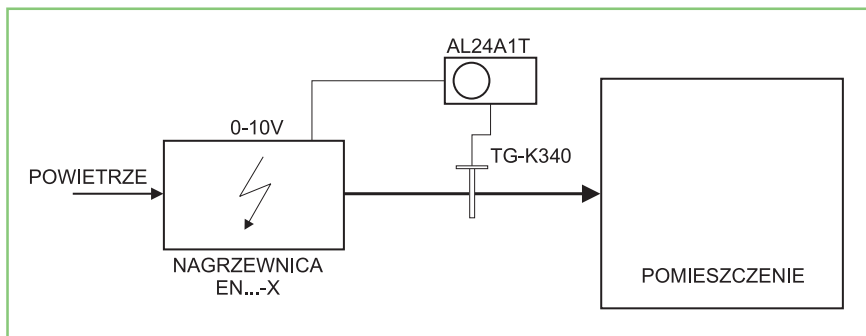 AL24A1T
0-10V
TG-K340
POWIETRZE
NAGRZEWNICA
EN...-X
POMIESZCZENIE